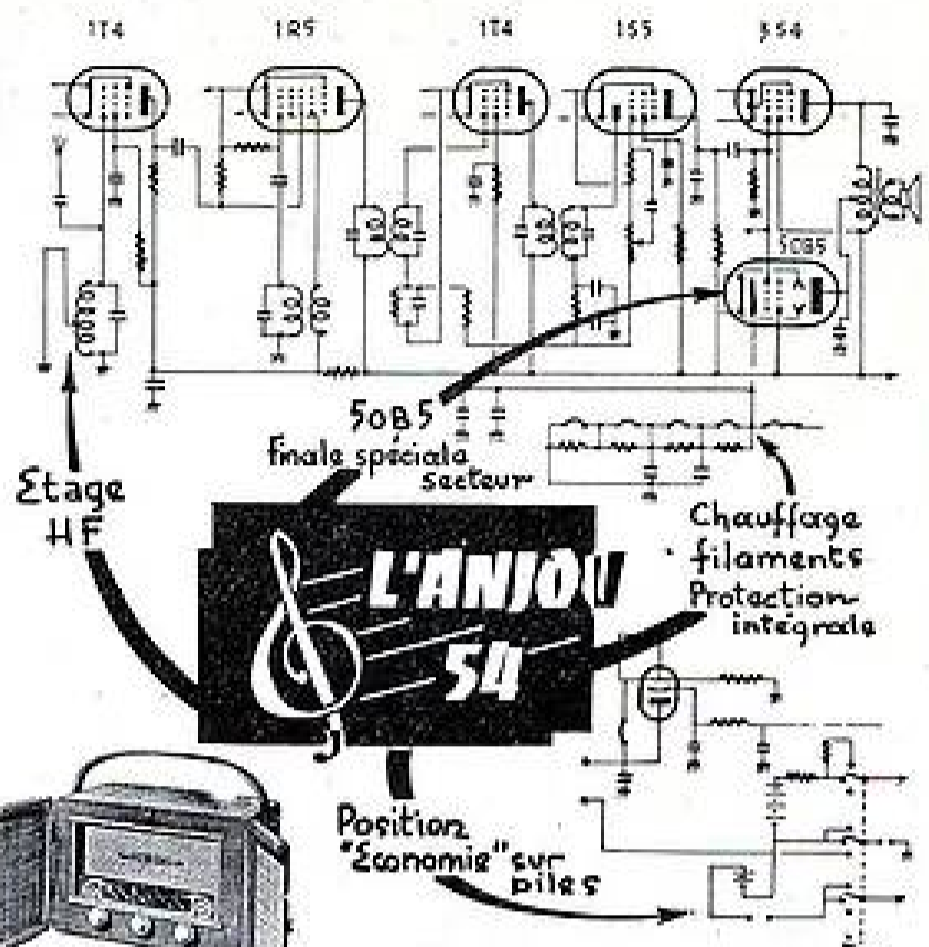 1T4 1R5 1T4 1S5 3S4
50B5
50B5
finale spéciale
secteur
Etage
HF
Chauffage
filaments
Protection
intégrale
L'ANJOU
54
Position
"Economie" sur
piles